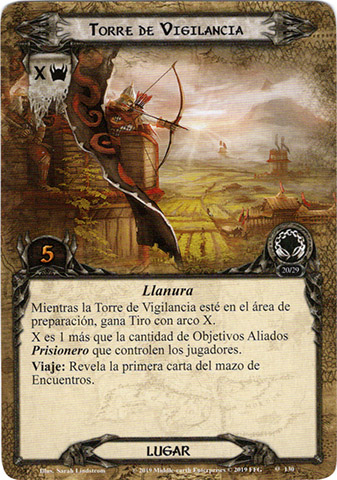 Torre de Vigilancia
X
5
20/29
Llanura
Mientras la Torre de Vigilancia esté en el área de
preparación, gana Tiro con arco X.
X es 1 más que la cantidad de Objetivos Aliados
Prisionero que controlen los jugadores.
Viaje: Revela la primera carta del mazo de
Encuentros.
LUGAR
Illus. Sarah Lindstrom
2019 Middle-earth Enterprises © 2019 FFG
130